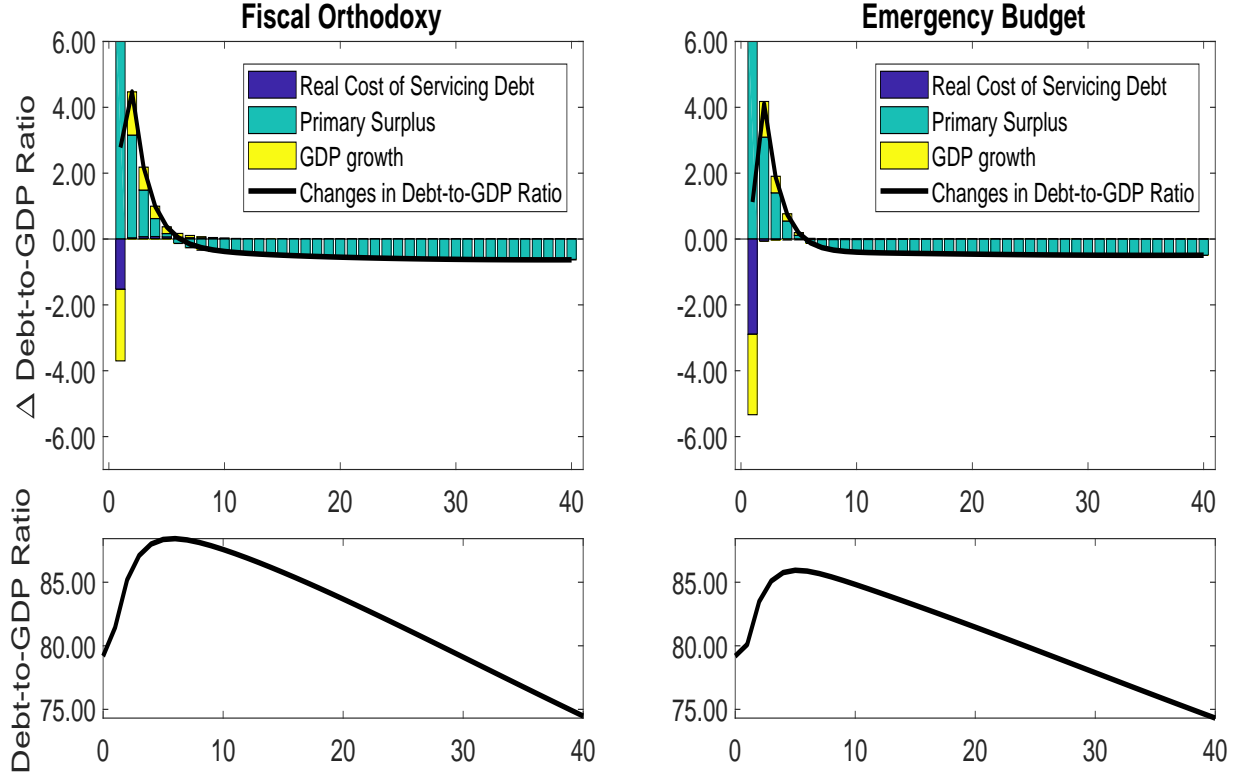 Fiscal Orthodoxy
6.00
4.00
2.00
0.00
-2.00
-4.00
-6.00
Δ Debt-to-GDP Ratio
Real Cost of Servicing Debt
Primary Surplus
GDP growth
Changes in Debt-to-GDP Ratio
0 10 20 30 40
Emergency Budget
6.00
4.00
2.00
0.00
-2.00
-4.00
-6.00
Real Cost of Servicing Debt
Primary Surplus
GDP growth
Changes in Debt-to-GDP Ratio
0 10 20 30 40
Debt-to-GDP Ratio
85.00
80.00
75.00
0 10 20 30 40
85.00
80.00
75.00
0 10 20 30 40